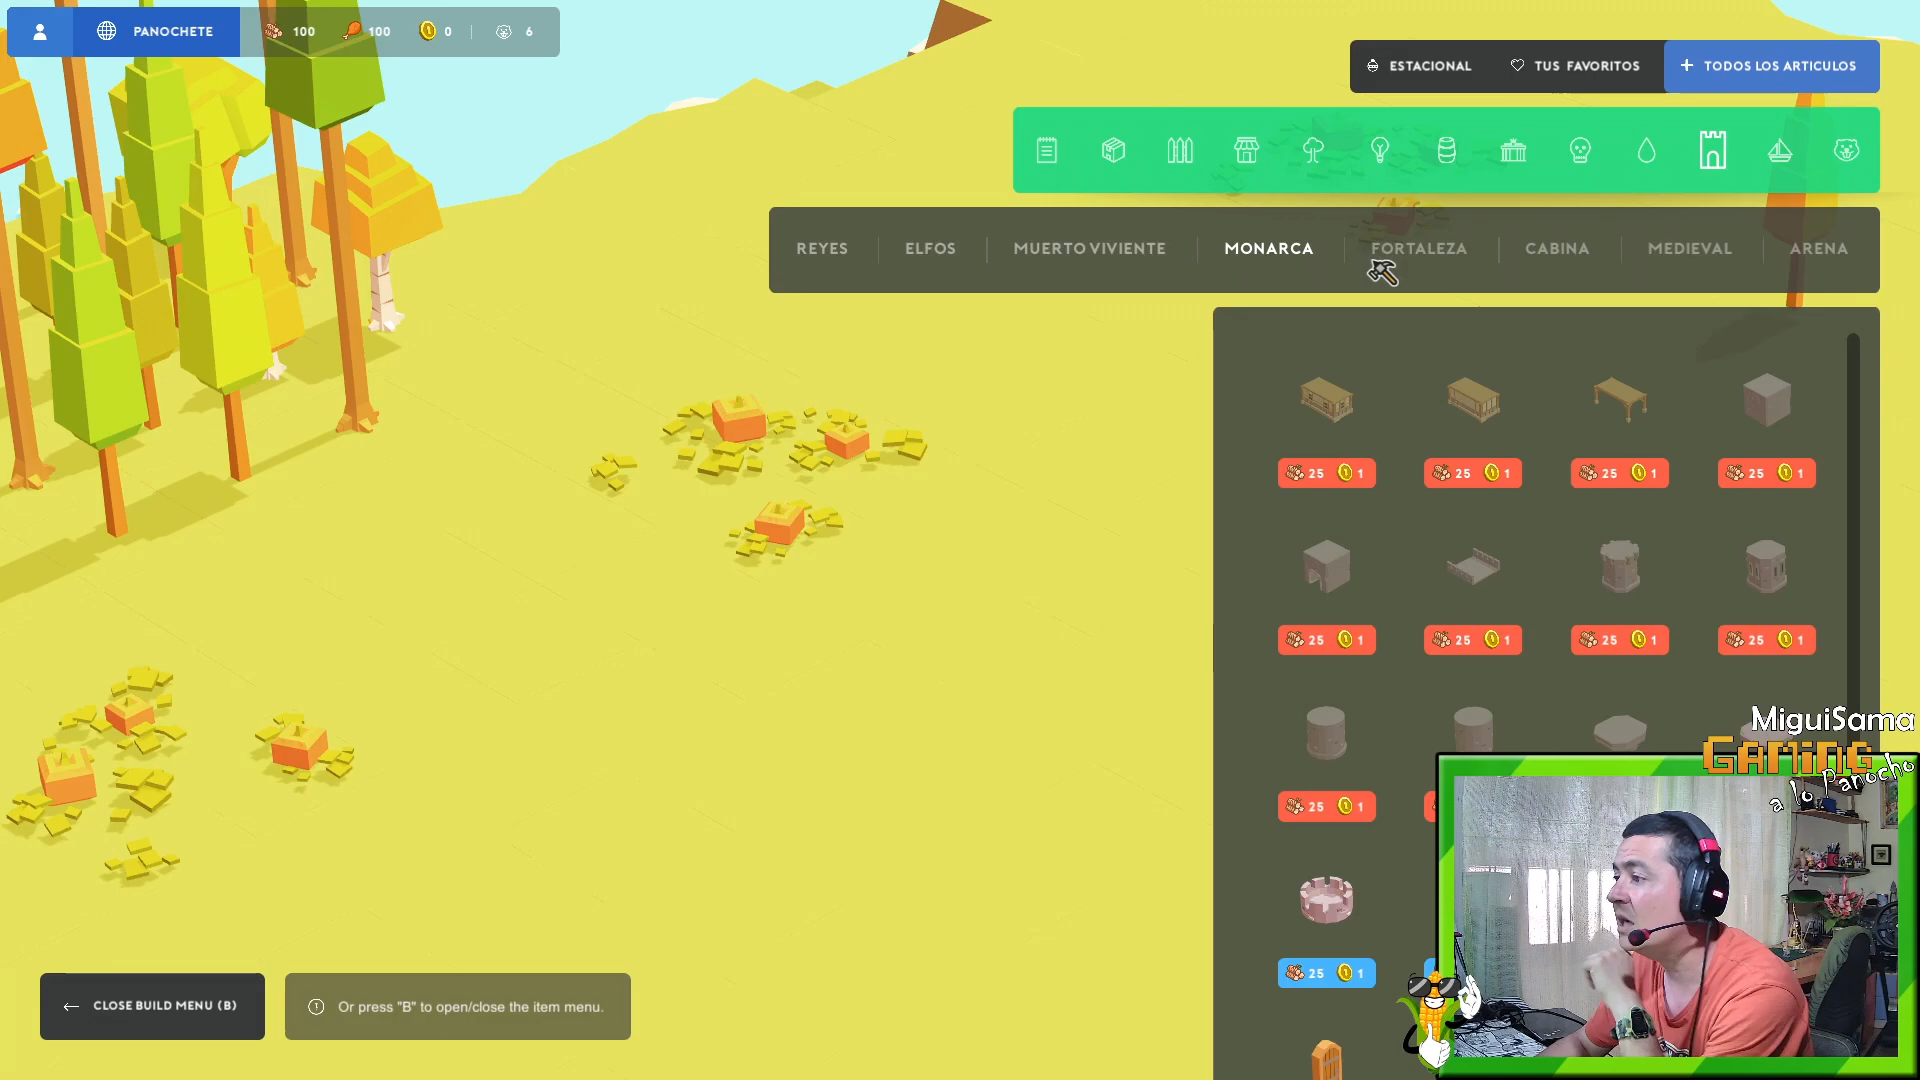 PANOCHETE 100 100 0 6
ESTACIONAL TUS FAVORITOS + TODOS LOS ARTICULOS
REYES ELFOS MUERTO VIVIENTE MONARCA FORTALEZA CABINA MEDIEVAL ARENA
25 1 25 1 25 1 25 1
25 1 25 1 25 1 25 1
MiguiSama
GAMING
a lo Panocho
25 1
25 1
CLOSE BUILD MENU (B)
Or press "B" to open/close the item menu.